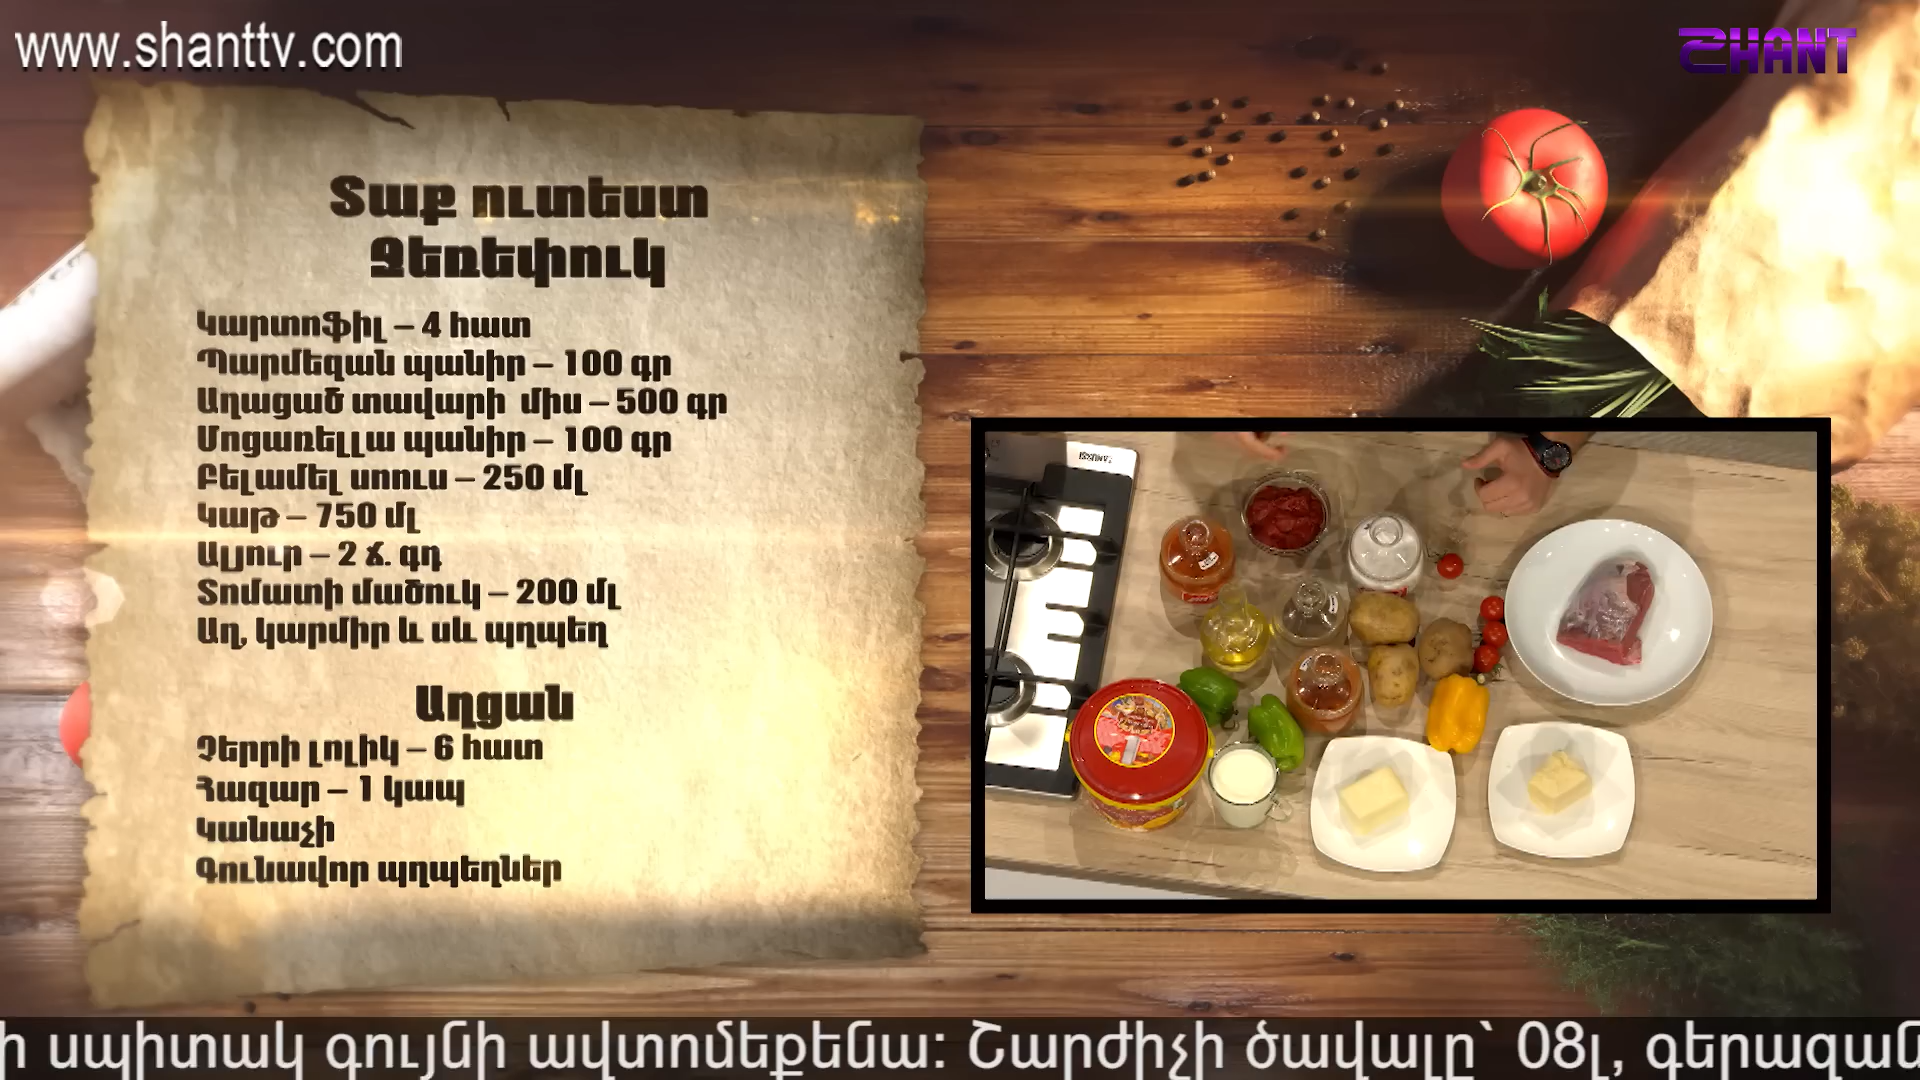 www.shanttv.com
SHANT
Տաք ուտեստ
Ջեռեփուկ
Կարտոֆիլ – 4 հատ
Պարմեզան պանիր – 100 գր
Աղացած տավարի միս – 500 գր
Մոցառելլա պանիր – 100 գր
Բելամել սոուս – 250 մլ
Կաթ – 750 մլ
Ալյուր – 2 ճ. գդ
Տոմատի մածուկ – 200 մլ
Աղ, կարմիր և սև պղպեղ
Աղցան
Չերրի լոլիկ – 6 հատ
Հազար – 1 կապ
Կանաչի
Գունավոր պղպեղներ
ի սպիտակ գույնի ավտոմեքենա: Շարժիչի ծավալը՝ 08լ, գերազան